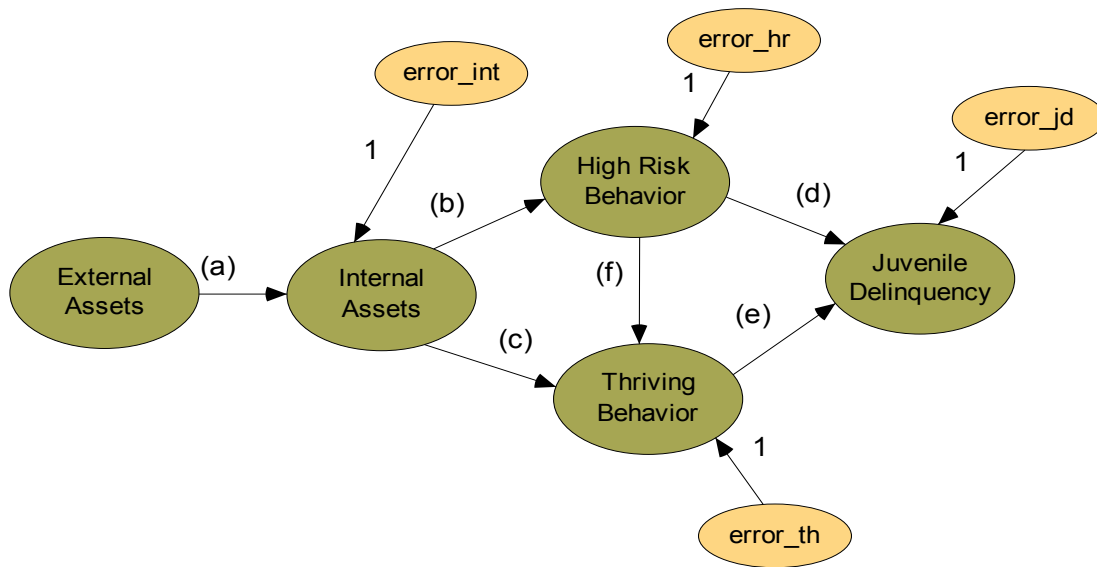 error_hr
error_int
1
error_jd
1
1
High Risk
Behavior
(b)
(d)
External
Assets
(a)
Internal
Assets
(f)
Juvenile
Delinquency
(c)
(e)
Thriving
Behavior
1
error_th